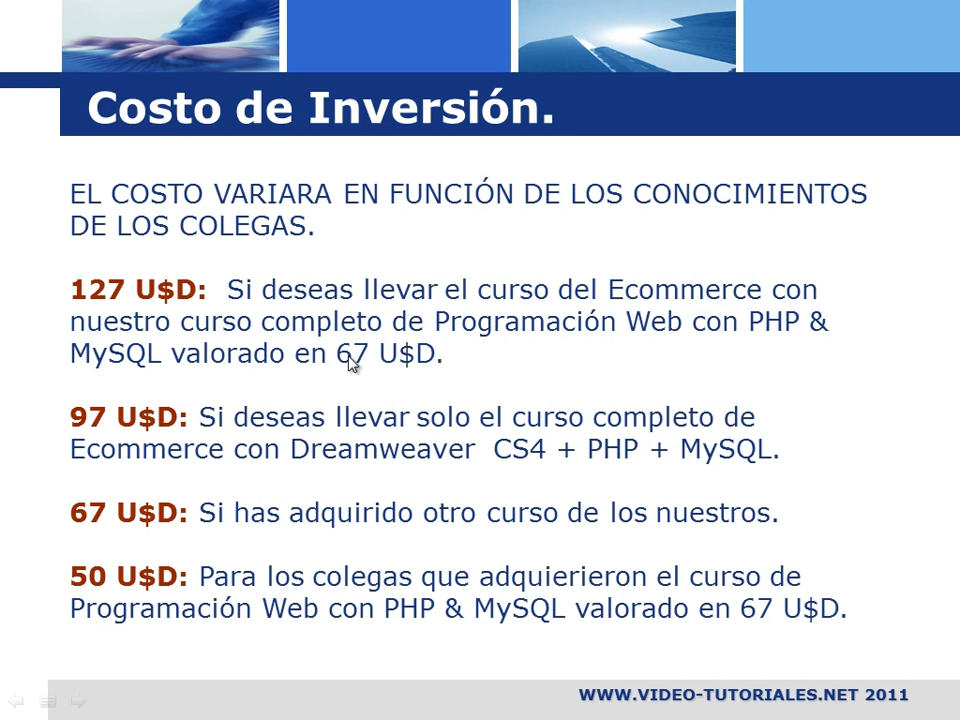 Costo de Inversión.
EL COSTO VARIARA EN FUNCIÓN DE LOS CONOCIMIENTOS
DE LOS COLEGAS.
127 U$D:  Si deseas llevar el curso del Ecommerce con
nuestro curso completo de Programación Web con PHP &
MySQL valorado en 67 U$D.
97 U$D: Si deseas llevar solo el curso completo de
Ecommerce con Dreamweaver  CS4 + PHP + MySQL.
67 U$D: Si has adquirido otro curso de los nuestros.
50 U$D: Para los colegas que adquierieron el curso de
Programación Web con PHP & MySQL valorado en 67 U$D.
WWW.VIDEO-TUTORIALES.NET 2011